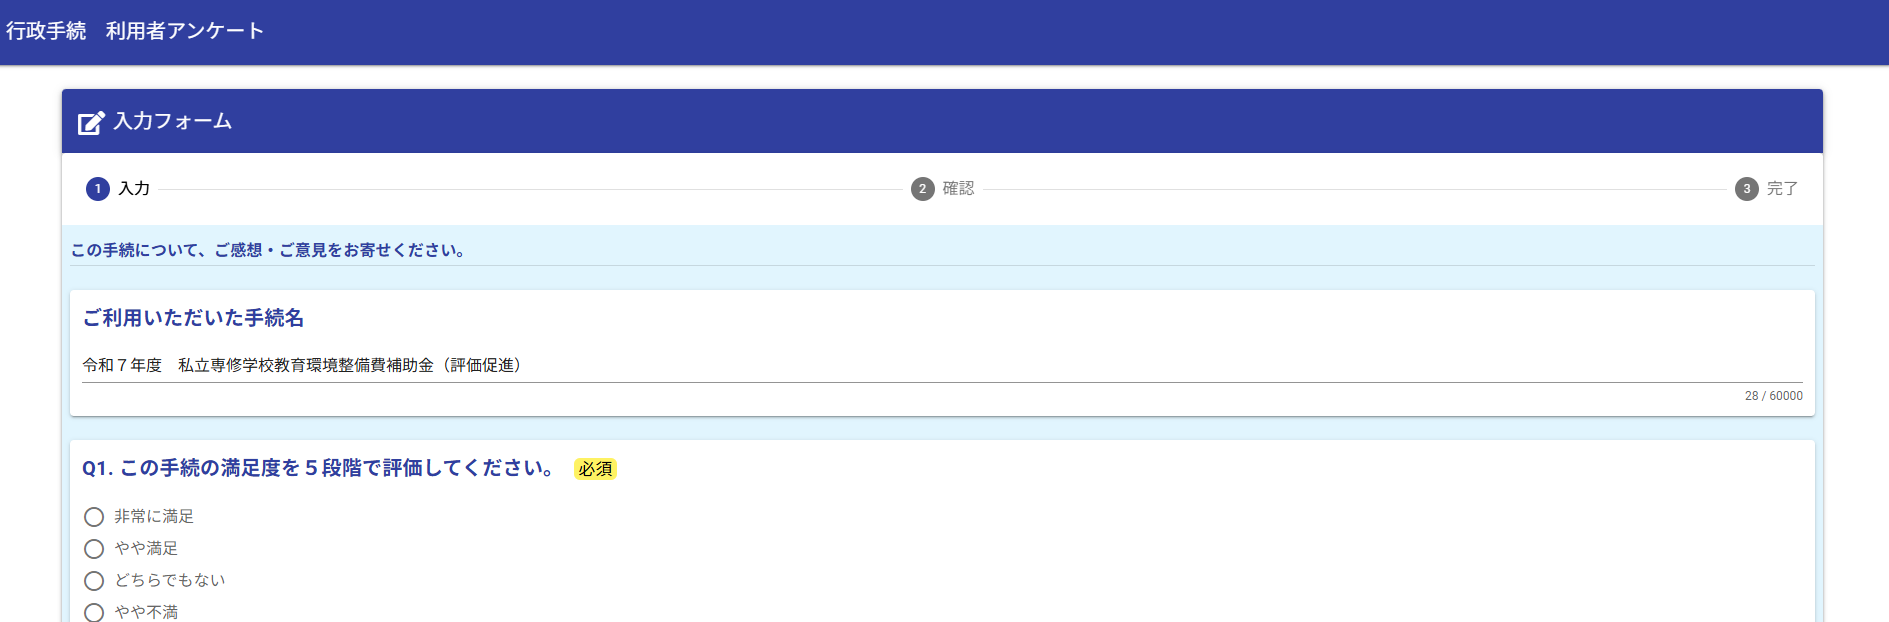 行政手続　利用者アンケート
入力フォーム
1 入力
2 確認
3 完了
この手続について、ご感想・ご意見をお寄せください。
ご利用いただいた手続名
令和７年度　私立専修学校教育環境整備費補助金（評価促進）
28 / 60000
Q1. この手続の満足度を５段階で評価してください。 必須
非常に満足
やや満足
どちらでもない
やや不満